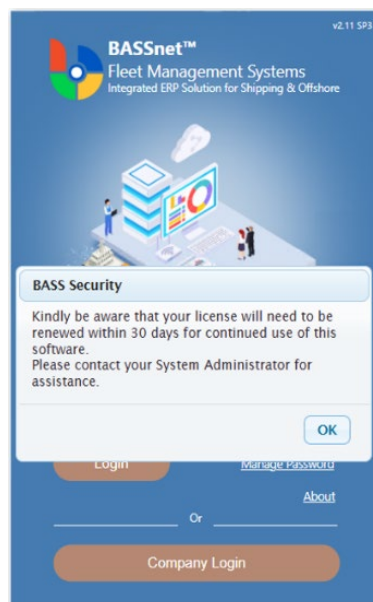 v2.11 SP3
BASSnet™
Fleet Management Systems
Integrated ERP Solution for Shipping & Offshore
BASS Security
Kindly be aware that your license will need to be
renewed within 30 days for continued use of this
software.
Please contact your System Administrator for
assistance.
OK
Login
Manage Password
About
Or
Company Login